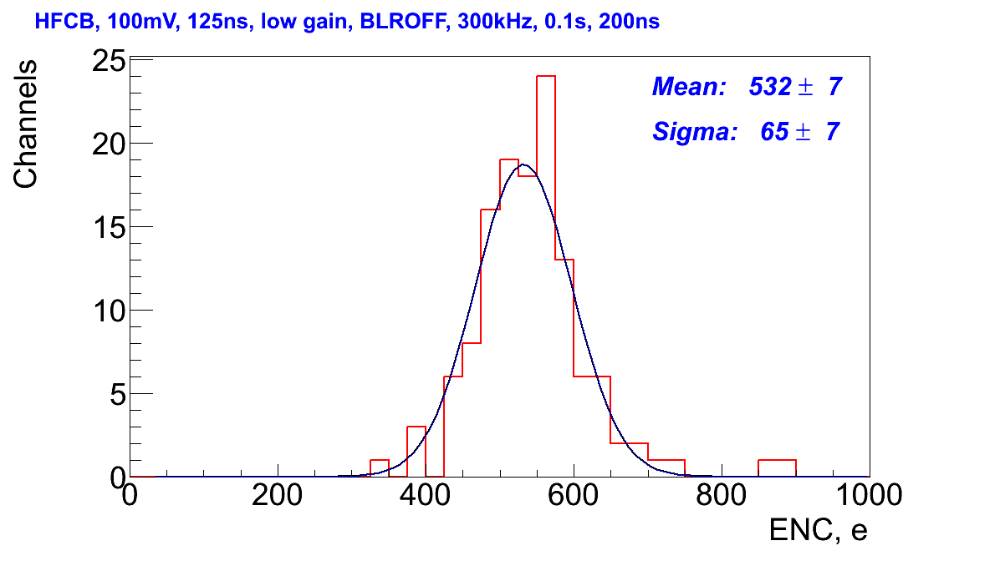 HFCB, 100mV, 125ns, low gain, BLROFF, 300kHz, 0.1s, 200ns
Channels
25
20
15
10
5
0
Mean: 532 ± 7
Sigma: 65 ± 7
0 200 400 600 800 1000
ENC, e